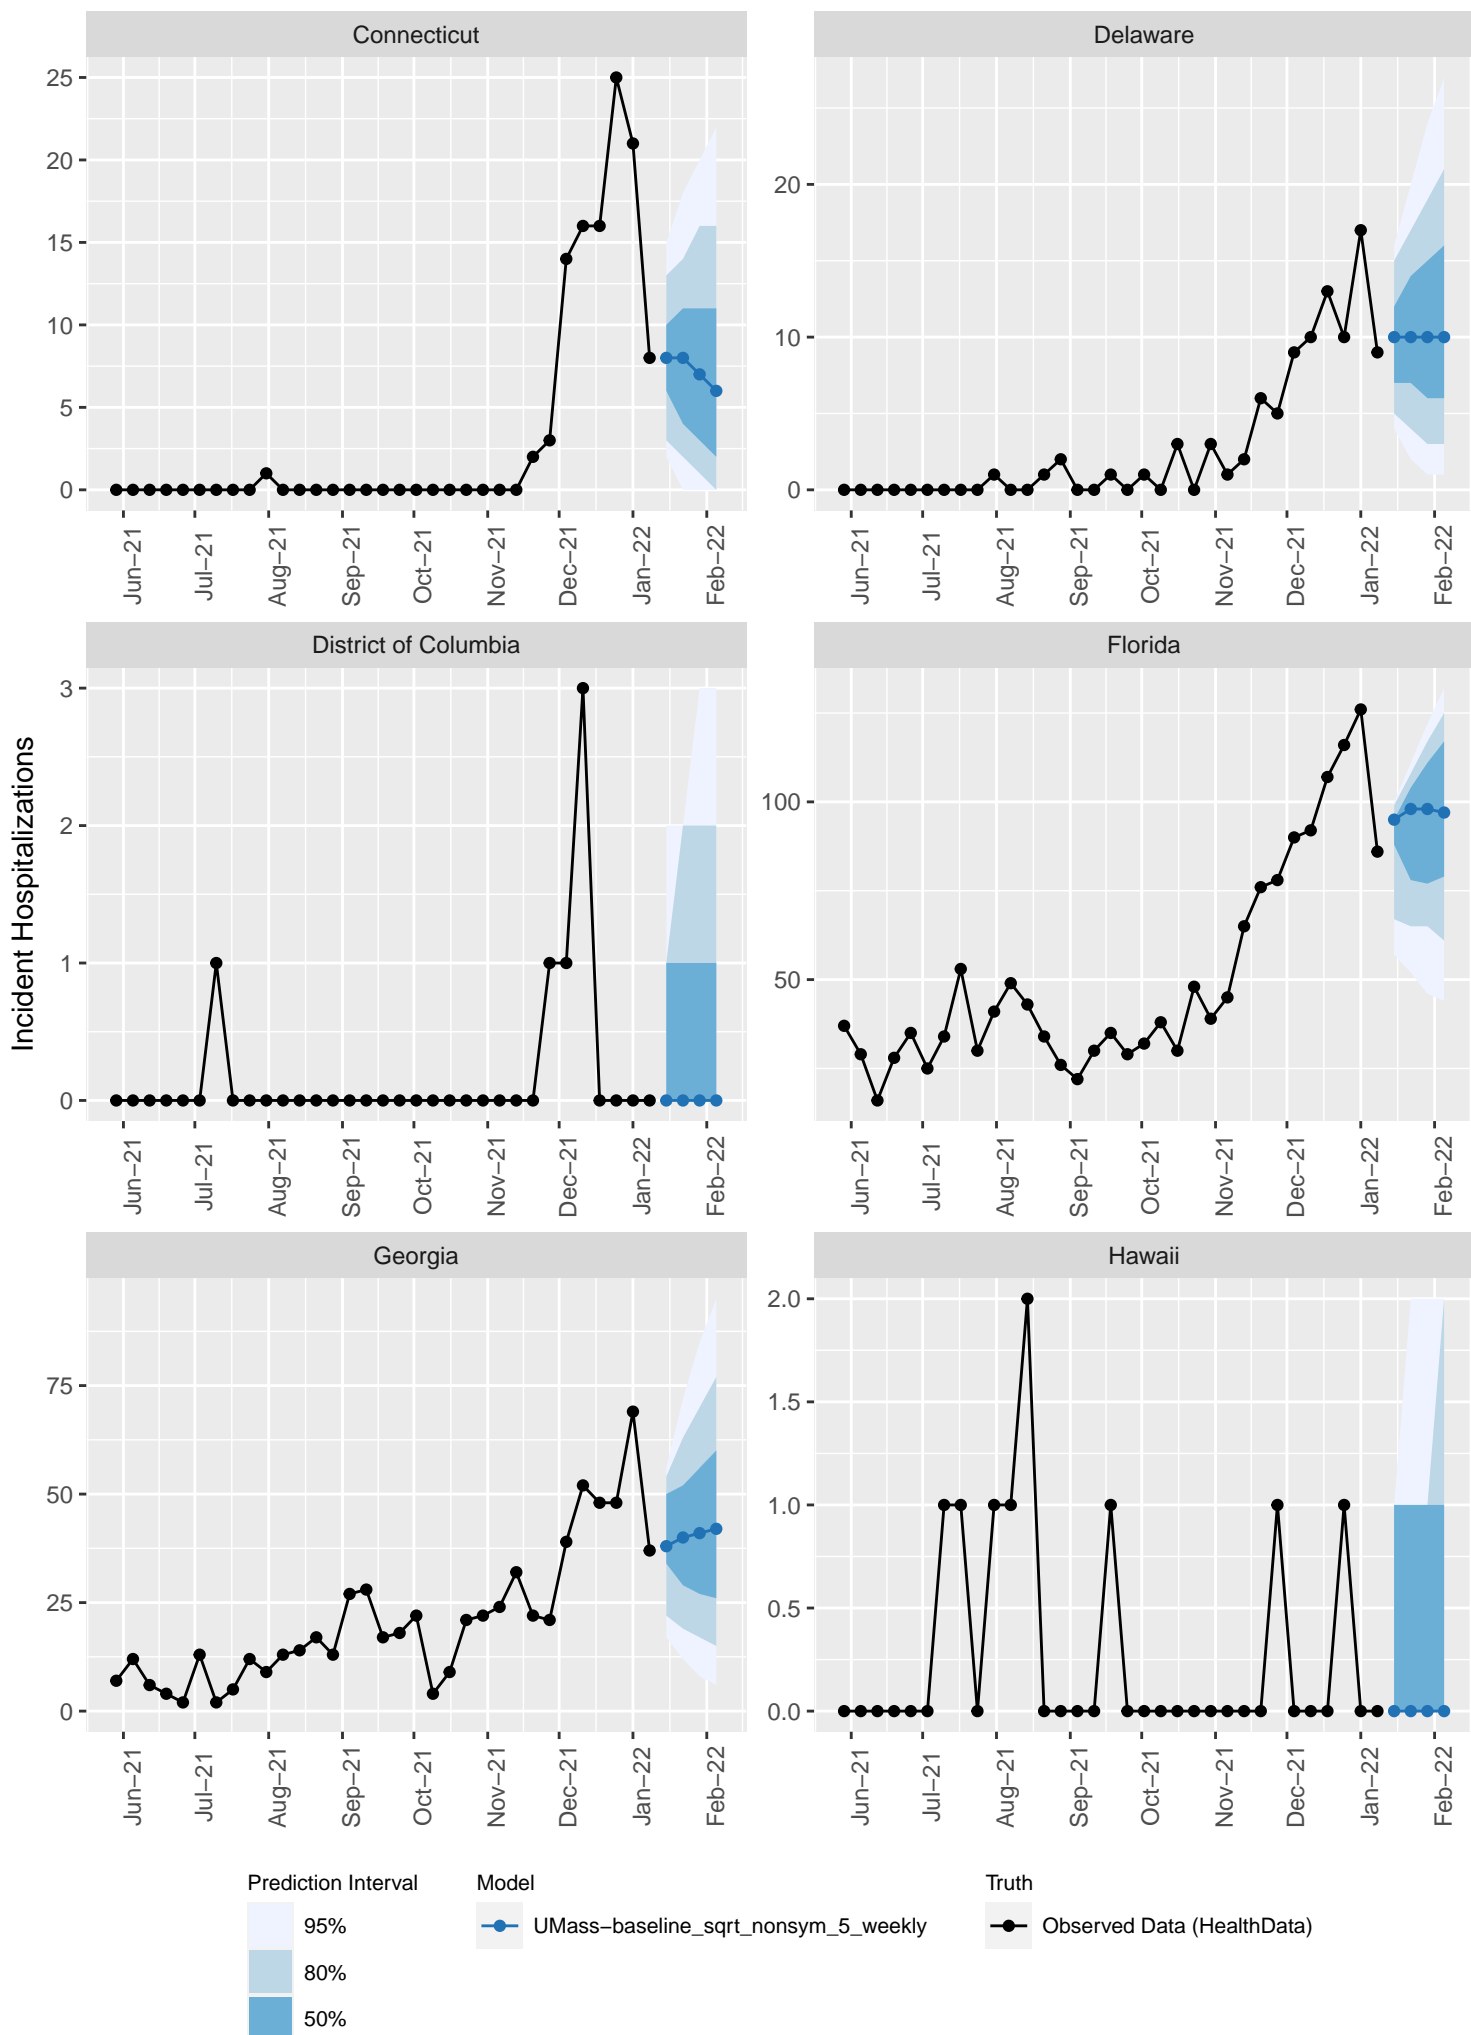 Connecticut
Delaware
25
20
15
10
5
0
20
10
0
Jun−21
Jul−21
Aug−21
Sep−21
Oct−21
Nov−21
Dec−21
Jan−22
Feb−22
Jun−21
Jul−21
Aug−21
Sep−21
Oct−21
Nov−21
Dec−21
Jan−22
Feb−22
Incident Hospitalizations
District of Columbia
Florida
3
2
1
0
100
50
Jun−21
Jul−21
Aug−21
Sep−21
Oct−21
Nov−21
Dec−21
Jan−22
Feb−22
Jun−21
Jul−21
Aug−21
Sep−21
Oct−21
Nov−21
Dec−21
Jan−22
Feb−22
Georgia
Hawaii
75
50
25
0
2.0
1.5
1.0
0.5
0.0
Jun−21
Jul−21
Aug−21
Sep−21
Oct−21
Nov−21
Dec−21
Jan−22
Feb−22
Jun−21
Jul−21
Aug−21
Sep−21
Oct−21
Nov−21
Dec−21
Jan−22
Feb−22
Prediction Interval
95%
80%
50%
Model
UMass−baseline_sqrt_nonsym_5_weekly
Truth
Observed Data (HealthData)